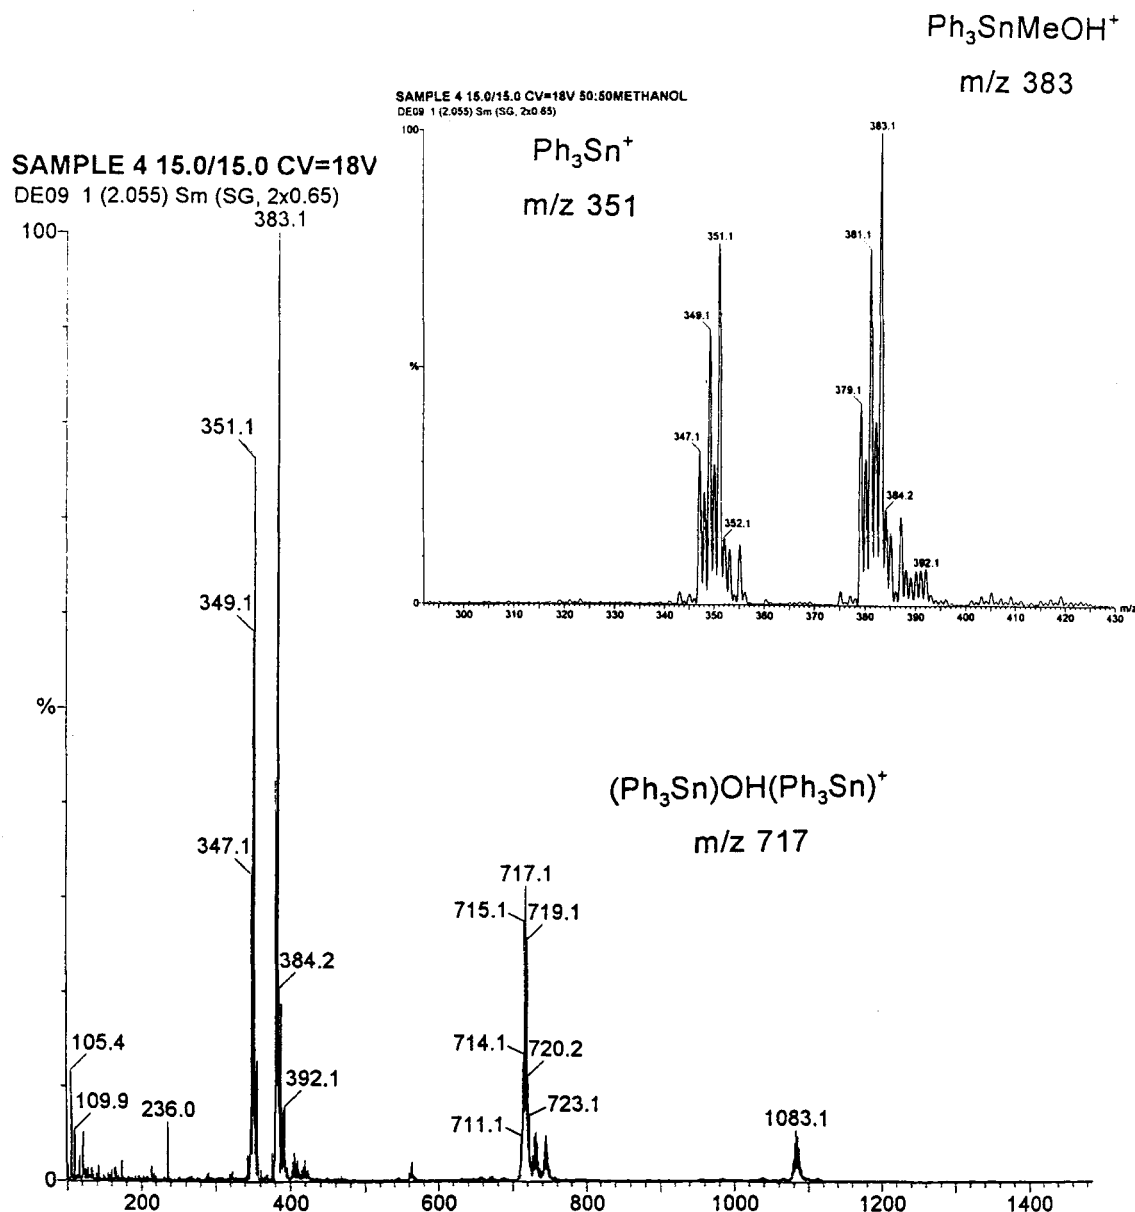 Ph₃SnMeOH⁺
m/z 383
SAMPLE 4 15.0/15.0 CV=18V 50:50METHANOL
DE09 1 (2.055) Sm (SG, 2x0.65)
100
383.1
Ph₃Sn⁺
m/z 351
SAMPLE 4 15.0/15.0 CV=18V
DE09 1 (2.055) Sm (SG, 2x0.65)
383.1
100
351.1
381.1
349.1
%
379.1
351.1
347.1
384.2
352.1
392.1
349.1
0
300 310 320 330 340 350 360 370 380 390 400 410 420 430
m/z
%
(Ph₃Sn)OH(Ph₃Sn)⁺
m/z 717
347.1
717.1
715.1 719.1
384.2
714.1 720.2
105.4
392.1
109.9
236.0
723.1
711.1
1083.1
0
200 400 600 800 1000 1200 1400